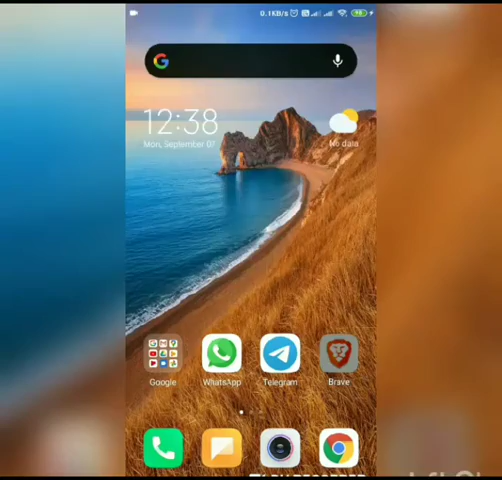 0.1KB/s
12:38
Mon, September 07
No data
Google
WhatsApp
Telegram
Brave